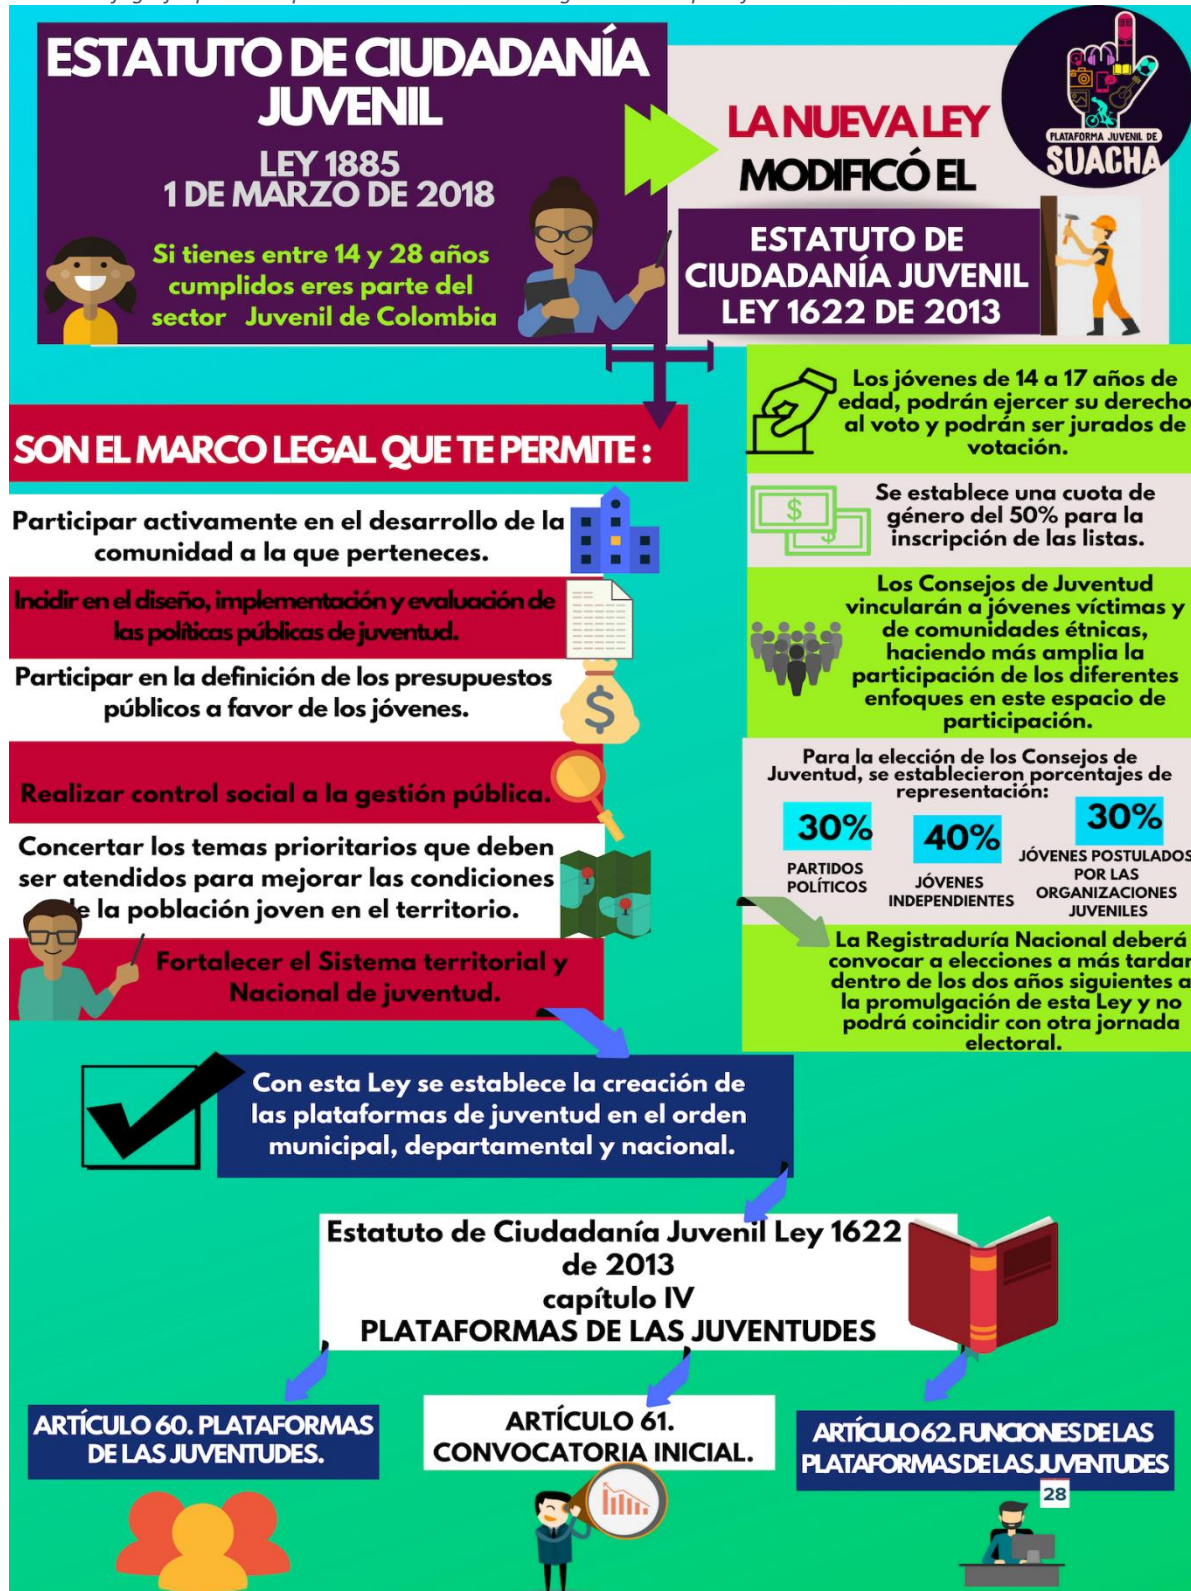 ESTATUTO DE CIUDADANÍA
JUVENIL
LEY 1885
1 DE MARZO DE 2018
Si tienes entre 14 y 28 años
cumplidos eres parte del
sector Juvenil de Colombia
LA NUEVA LEY
MODIFICÓ EL
PLATAFORMA JUVENIL DE
SUACHA
ESTATUTO DE
CIUDADANÍA JUVENIL
LEY 1622 DE 2013
SON EL MARCO LEGAL QUE TE PERMITE :
Participar activamente en el desarrollo de la
comunidad a la que perteneces.
Incidir en el diseño, implementación y evaluación de
las políticas públicas de juventud.
Participar en la definición de los presupuestos
públicos a favor de los jóvenes.
Realizar control social a la gestión pública.
Concertar los temas prioritarios que deben
ser atendidos para mejorar las condiciones
de la población joven en el territorio.
Fortalecer el Sistema territorial y
Nacional de juventud.
Los jóvenes de 14 a 17 años de
edad, podrán ejercer su derecho
al voto y podrán ser jurados de
votación.
Se establece una cuota de
género del 50% para la
inscripción de las listas.
Los Consejos de Juventud
vincularán a jóvenes víctimas y
de comunidades étnicas,
haciendo más amplia la
participación de los diferentes
enfoques en este espacio de
participación.
Para la elección de los Consejos de
Juventud, se establecieron porcentajes de
representación:
30%
PARTIDOS
POLÍTICOS
40%
JÓVENES
INDEPENDIENTES
30%
JÓVENES POSTULADOS
POR LAS
ORGANIZACIONES
JUVENILES
La Registraduría Nacional deberá
convocar a elecciones a más tardar
dentro de los dos años siguientes a
la promulgación de esta Ley y no
podrá coincidir con otra jornada
electoral.
Con esta Ley se establece la creación de
las plataformas de juventud en el orden
municipal, departamental y nacional.
Estatuto de Ciudadanía Juvenil Ley 1622
de 2013
capítulo IV
PLATAFORMAS DE LAS JUVENTUDES
ARTÍCULO 60. PLATAFORMAS
DE LAS JUVENTUDES.
ARTÍCULO 61.
CONVOCATORIA INICIAL.
ARTÍCULO 62. FUNCIONES DE LAS
PLATAFORMAS DE LAS JUVENTUDES
28